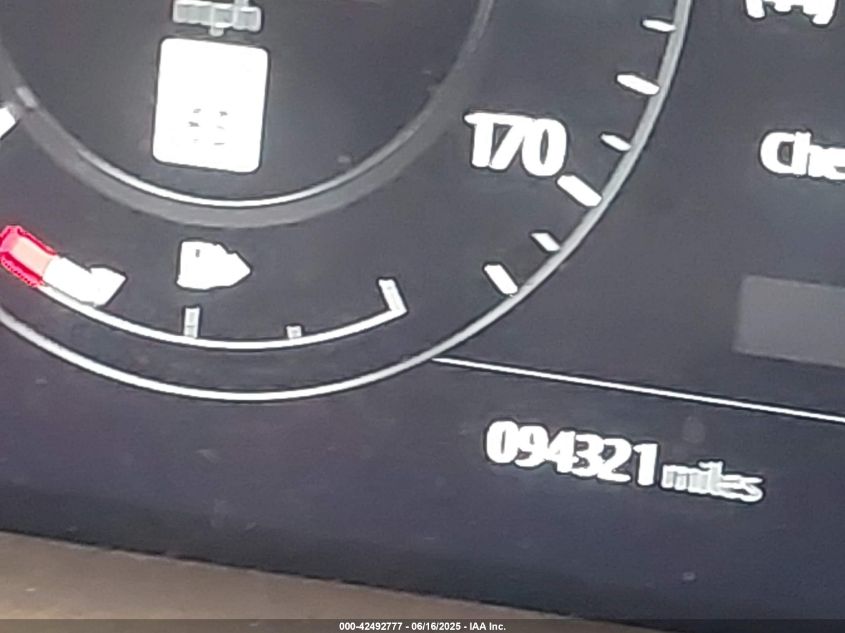 170
Che
094321 miles
000-42492777 - 06/16/2025 - IAA Inc.